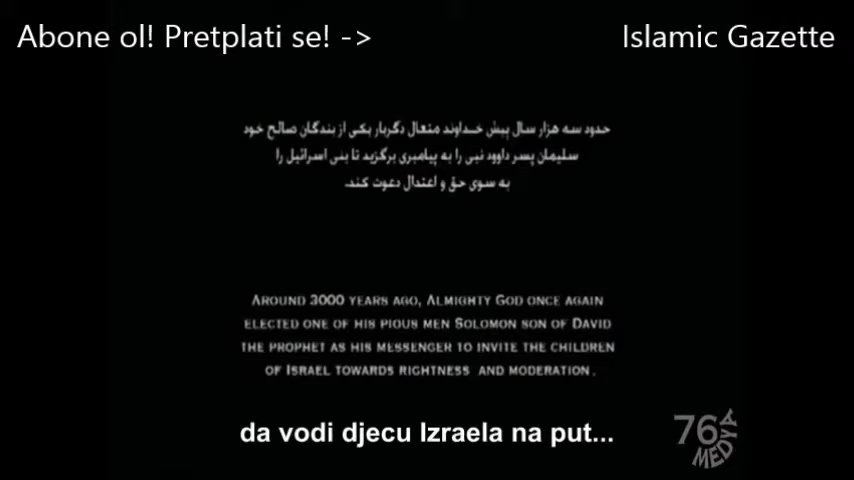 Abone ol! Pretplati se! ->
Islamic Gazette
حدود سه هزار سال پیش خداوند متعال دگربار یکی از بندگان صالح خود
سلیمان پسر داوود نبی را به پیامبری برگزید تا بنی اسرائیل را
به سوی حق و اعتدال دعوت کند.
AROUND 3000 YEARS AGO, ALMIGHTY GOD ONCE AGAIN
ELECTED ONE OF HIS PIOUS MEN SOLOMON SON OF DAVID
THE PROPHET AS HIS MESSENGER TO INVITE THE CHILDREN
OF ISRAEL TOWARDS RIGHTNESS AND MODERATION.
da vodi djecu Izraela na put...
76
MEDYA